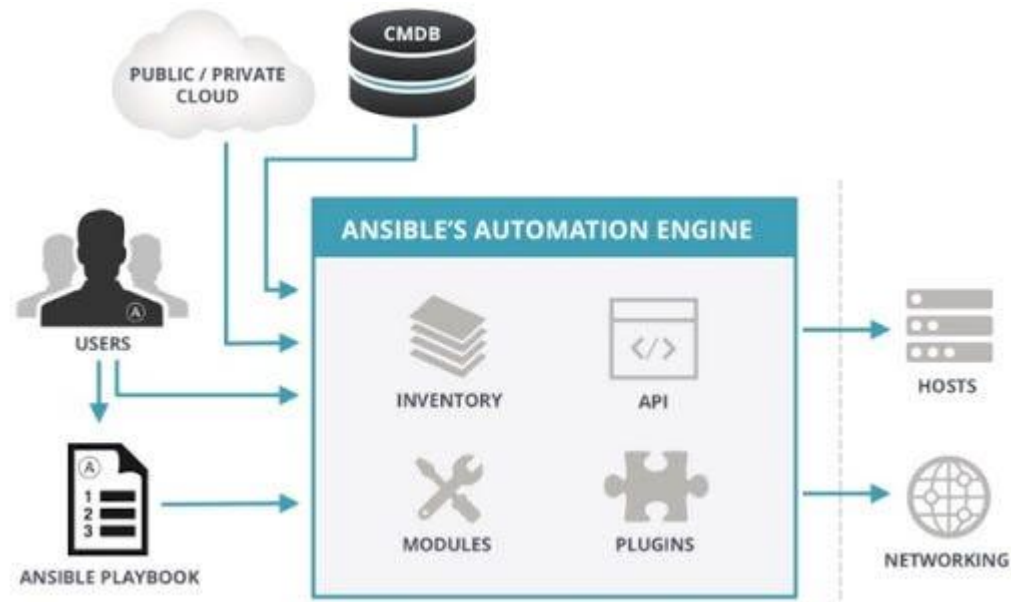 CMDB
PUBLIC / PRIVATE
CLOUD
ANSIBLE'S AUTOMATION ENGINE
A
USERS
INVENTORY
API
</>
HOSTS
A
1
2
3
ANSIBLE PLAYBOOK
MODULES
PLUGINS
NETWORKING